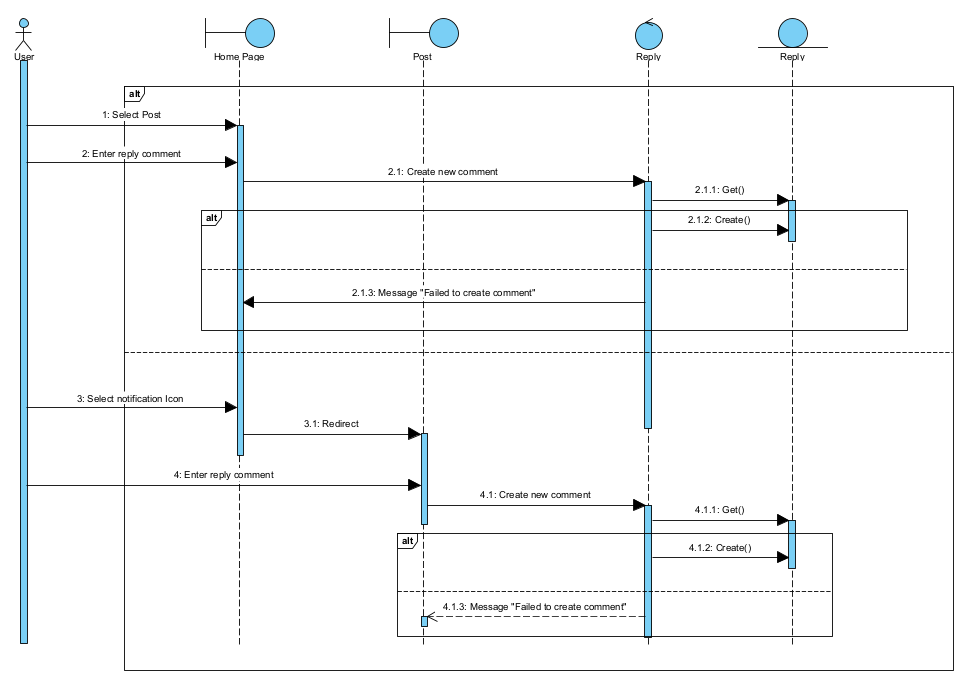 User
Home Page
Post
Reply
Reply
alt
1: Select Post
2: Enter reply comment
2.1: Create new comment
2.1.1: Get()
alt
2.1.2: Create()
2.1.3: Message "Failed to create comment"
3: Select notification Icon
3.1: Redirect
4: Enter reply comment
4.1: Create new comment
4.1.1: Get()
alt
4.1.2: Create()
4.1.3: Message "Failed to create comment"